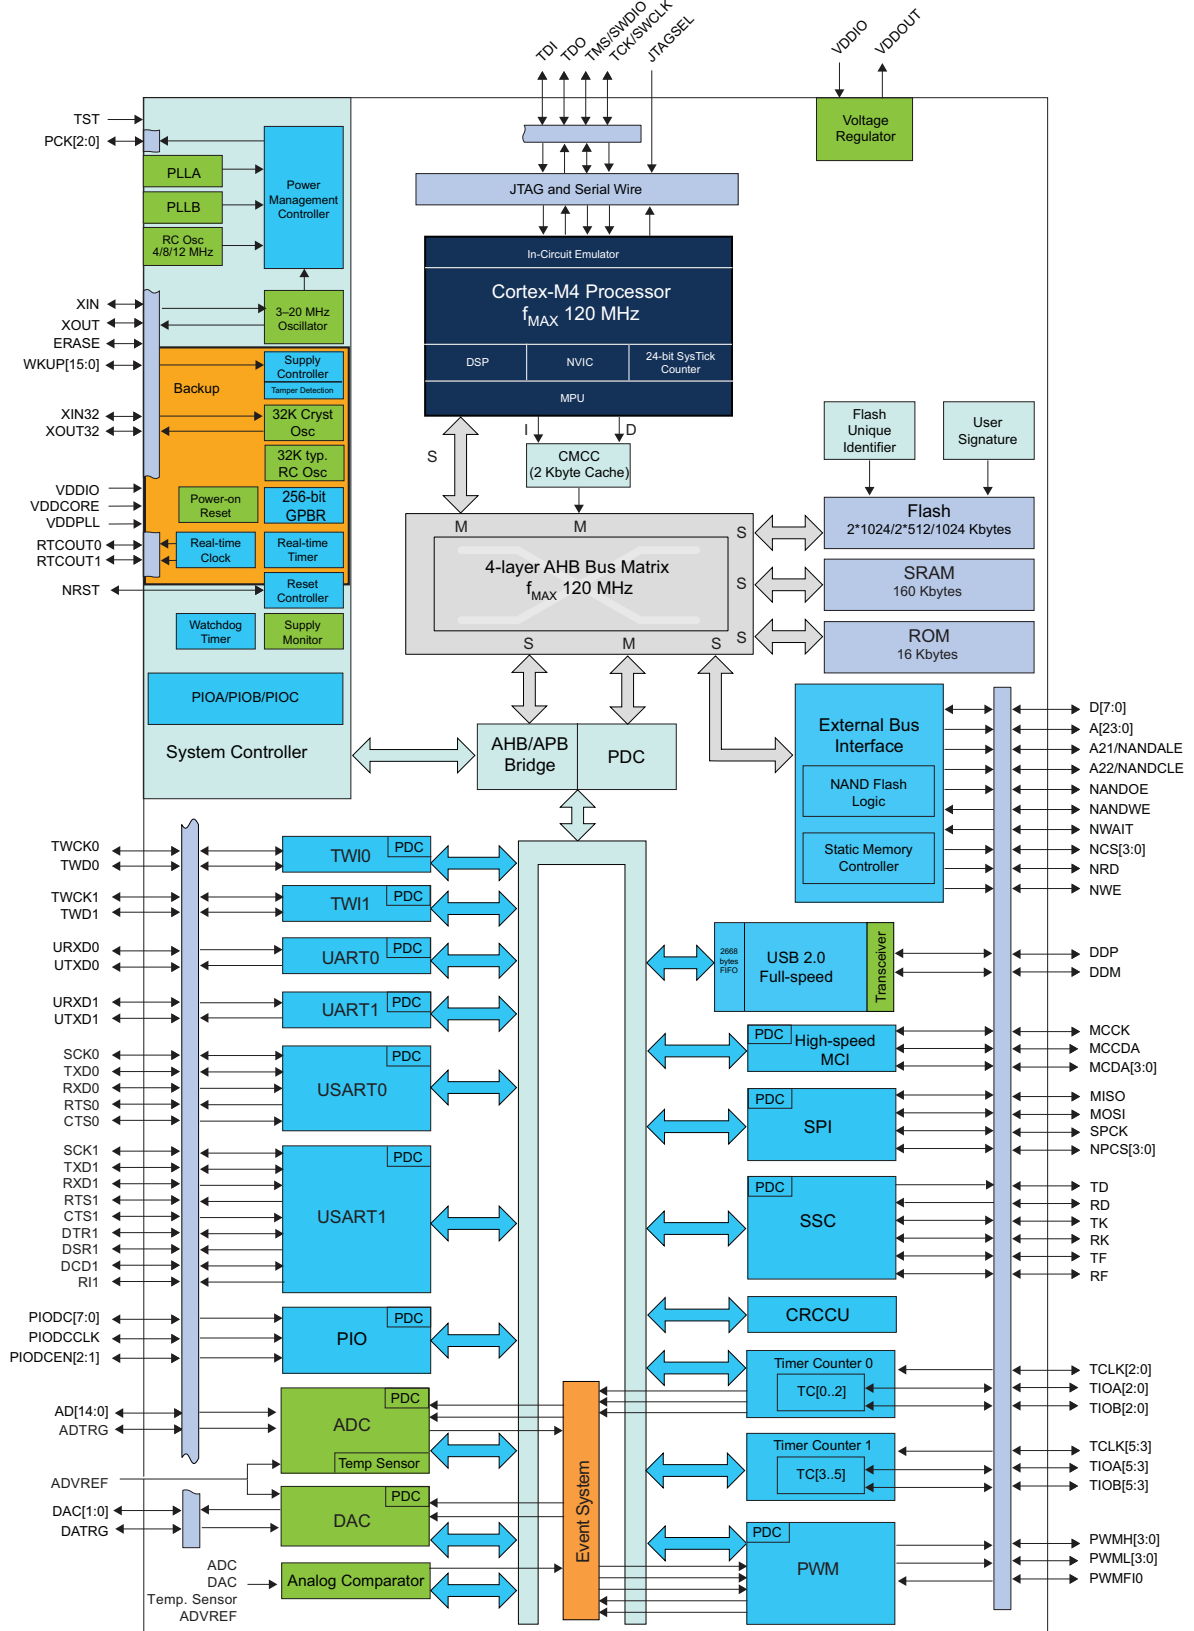 TDI
TDO
TMS/SWDIO
TCK/SWCLK
JTAGSEL
VDDIO
VDDOUT
TST
PCK[2:0]
PLLA
PLLB
RC Osc
4/8/12 MHz
Power
Management
Controller
Voltage
Regulator
JTAG and Serial Wire
In-Circuit Emulator
Cortex-M4 Processor
fMAX 120 MHz
DSP
NVIC
24-bit SysTick
Counter
MPU
XIN
XOUT
ERASE
WKUP[15:0]
XIN32
XOUT32
VDDIO
VDDCORE
VDDPLL
RTCOUT0
RTCOUT1
NRST
3–20 MHz
Oscillator
Backup
Supply
Controller
Tamper Detection
32K Cryst
Osc
32K typ.
RC Osc
Power-on
Reset
256-bit
GPBR
Real-time
Clock
Real-time
Timer
Reset
Controller
Watchdog
Timer
Supply
Monitor
PIOA/PIOB/PIOC
System Controller
S
I
D
CMCC
(2 Kbyte Cache)
Flash
Unique
Identifier
User
Signature
M
M
S
4-layer AHB Bus Matrix
fMAX 120 MHz
S
S
S
M
S
Flash
2*1024/2*512/1024 Kbytes
SRAM
160 Kbytes
ROM
16 Kbytes
AHB/APB
Bridge
PDC
External Bus
Interface
NAND Flash
Logic
Static Memory
Controller
D[7:0]
A[23:0]
A21/NANDALE
A22/NANDCLE
NANDOE
NANDWE
NWAIT
NCS[3:0]
NRD
NWE
TWCK0
TWD0
TWI0
PDC
TWCK1
TWD1
TWI1
PDC
URXD0
UTXD0
UART0
PDC
URXD1
UTXD1
UART1
PDC
SCK0
TXD0
RXD0
RTS0
CTS0
USART0
PDC
SCK1
TXD1
RXD1
RTS1
CTS1
DTR1
DSR1
DCD1
RI1
USART1
PDC
PIODC[7:0]
PIODCCLK
PIODCEN[2:1]
PIO
PDC
AD[14:0]
ADTRG
ADC
PDC
Temp Sensor
ADVREF
DAC[1:0]
DATRG
DAC
PDC
ADC
DAC
Temp. Sensor
ADVREF
Analog Comparator
Event System
2668
bytes
FIFO
USB 2.0
Full-speed
Transceiver
DDP
DDM
PDC
High-speed
MCI
MCCK
MCCDA
MCDA[3:0]
PDC
SPI
MISO
MOSI
SPCK
NPCS[3:0]
PDC
SSC
TD
RD
TK
RK
TF
RF
CRCCU
Timer Counter 0
TC[0..2]
TCLK[2:0]
TIOA[2:0]
TIOB[2:0]
Timer Counter 1
TC[3..5]
TCLK[5:3]
TIOA[5:3]
TIOB[5:3]
PDC
PWM
PWMH[3:0]
PWML[3:0]
PWMFI0